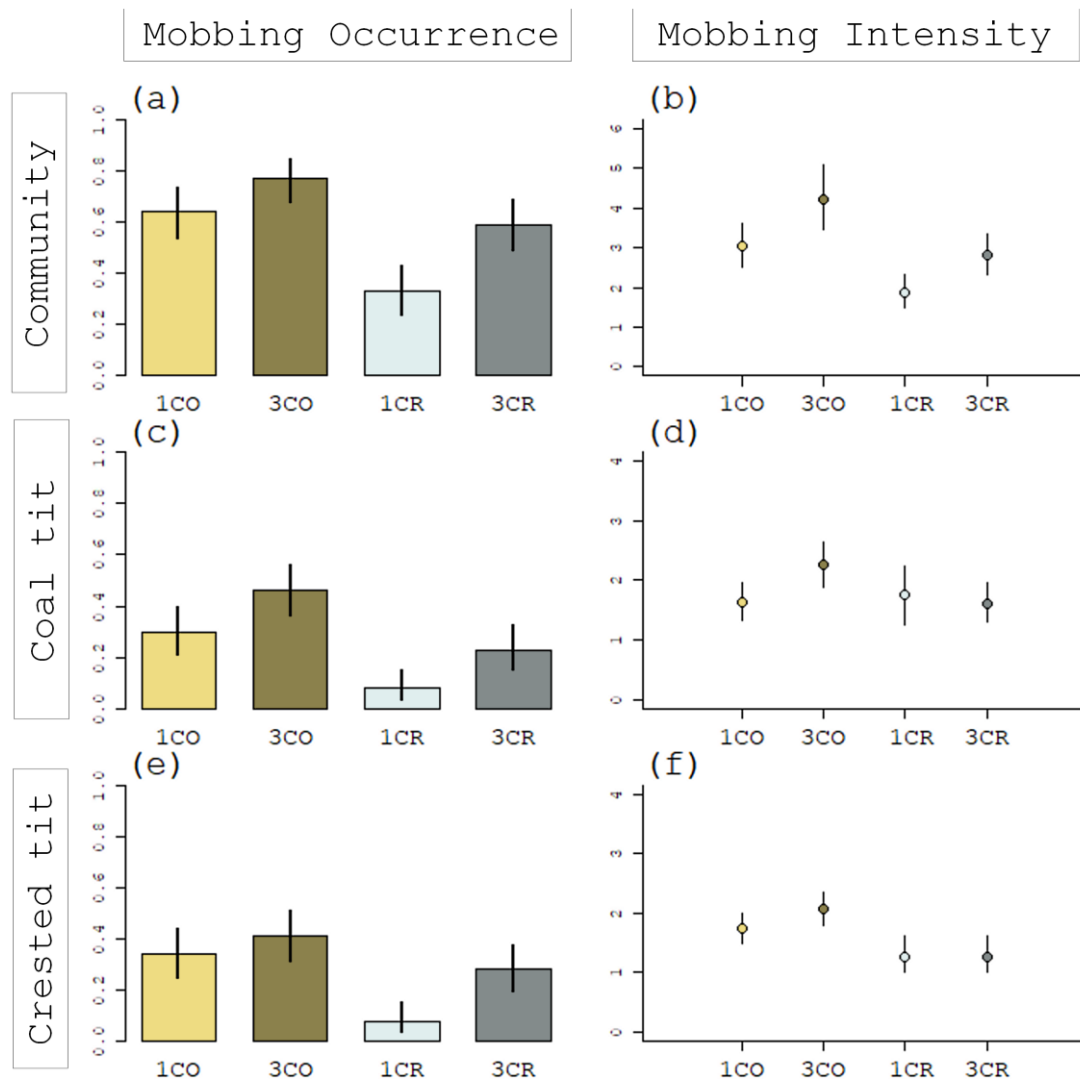 Mobbing Occurrence
Mobbing Intensity
Community
(a)
1.0
0.8
0.6
0.4
0.2
0.0
1CO 3CO 1CR 3CR
(b)
6
5
4
3
2
1
0
1CO 3CO 1CR 3CR
Coal tit
(c)
1.0
0.8
0.6
0.4
0.2
0.0
1CO 3CO 1CR 3CR
(d)
4
3
2
1
0
1CO 3CO 1CR 3CR
Crested tit
(e)
1.0
0.8
0.6
0.4
0.2
0.0
1CO 3CO 1CR 3CR
(f)
4
3
2
1
0
1CO 3CO 1CR 3CR